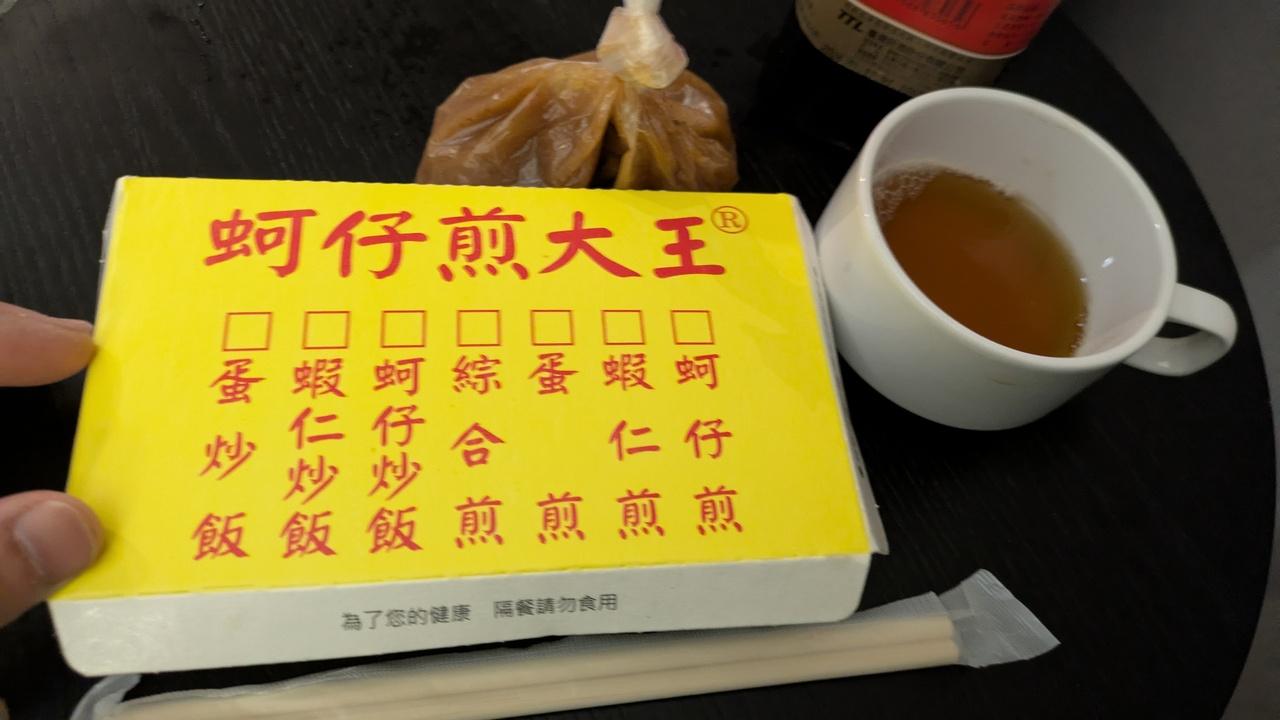 蚵仔煎大王®
蚵仔煎
蝦仁煎
蛋煎
綜合煎
蚵仔炒飯
蝦仁炒飯
蛋炒飯
為了您的健康 隔餐請勿食用
TTL